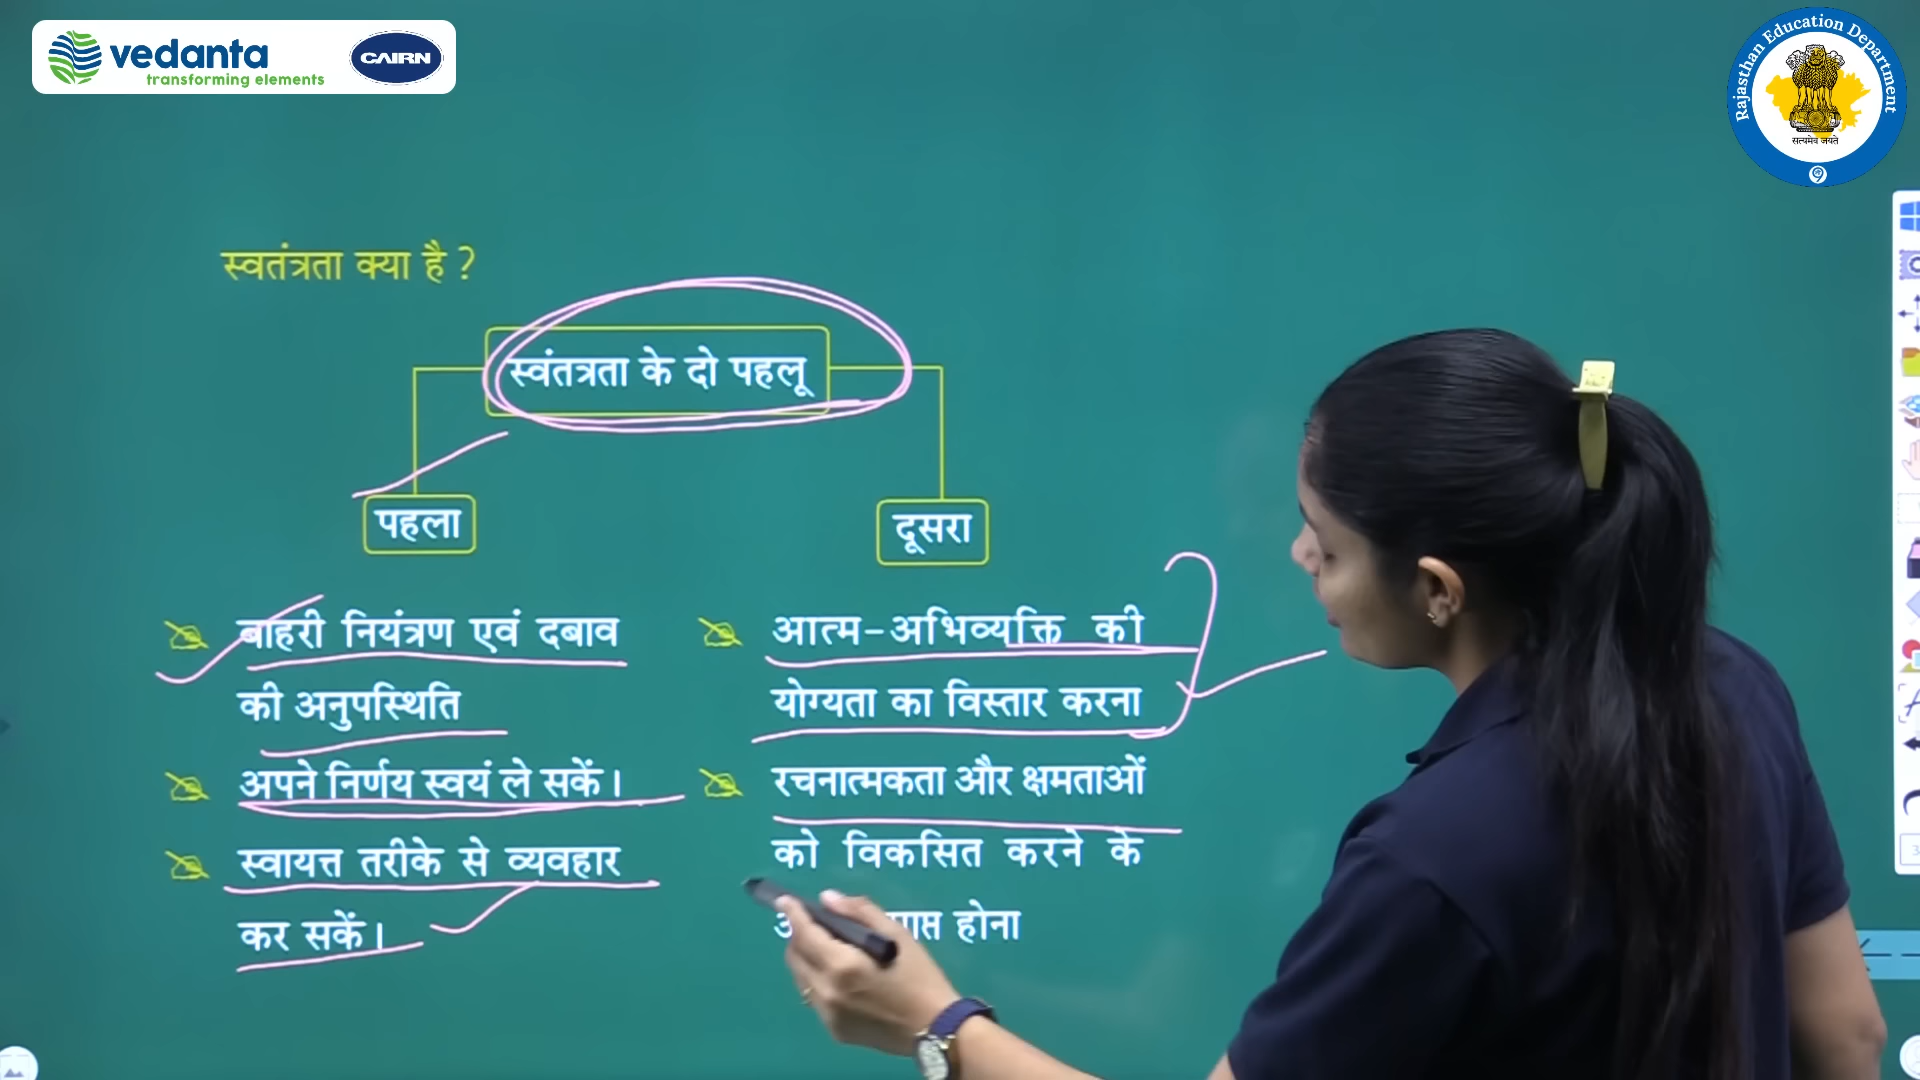 vedanta
transforming elements
CAIRN
Rajasthan Education Department
सत्यमेव जयते
स्वतंत्रता क्या है ?
स्वंतत्रता के दो पहलू
पहला
दूसरा
बाहरी नियंत्रण एवं दबाव
की अनुपस्थिति
अपने निर्णय स्वयं ले सकें।
स्वायत्त तरीके से व्यवहार
कर सकें।
आत्म-अभिव्यक्ति की
योग्यता का विस्तार करना
रचनात्मकता और क्षमताओं
को विकसित करने के
होना